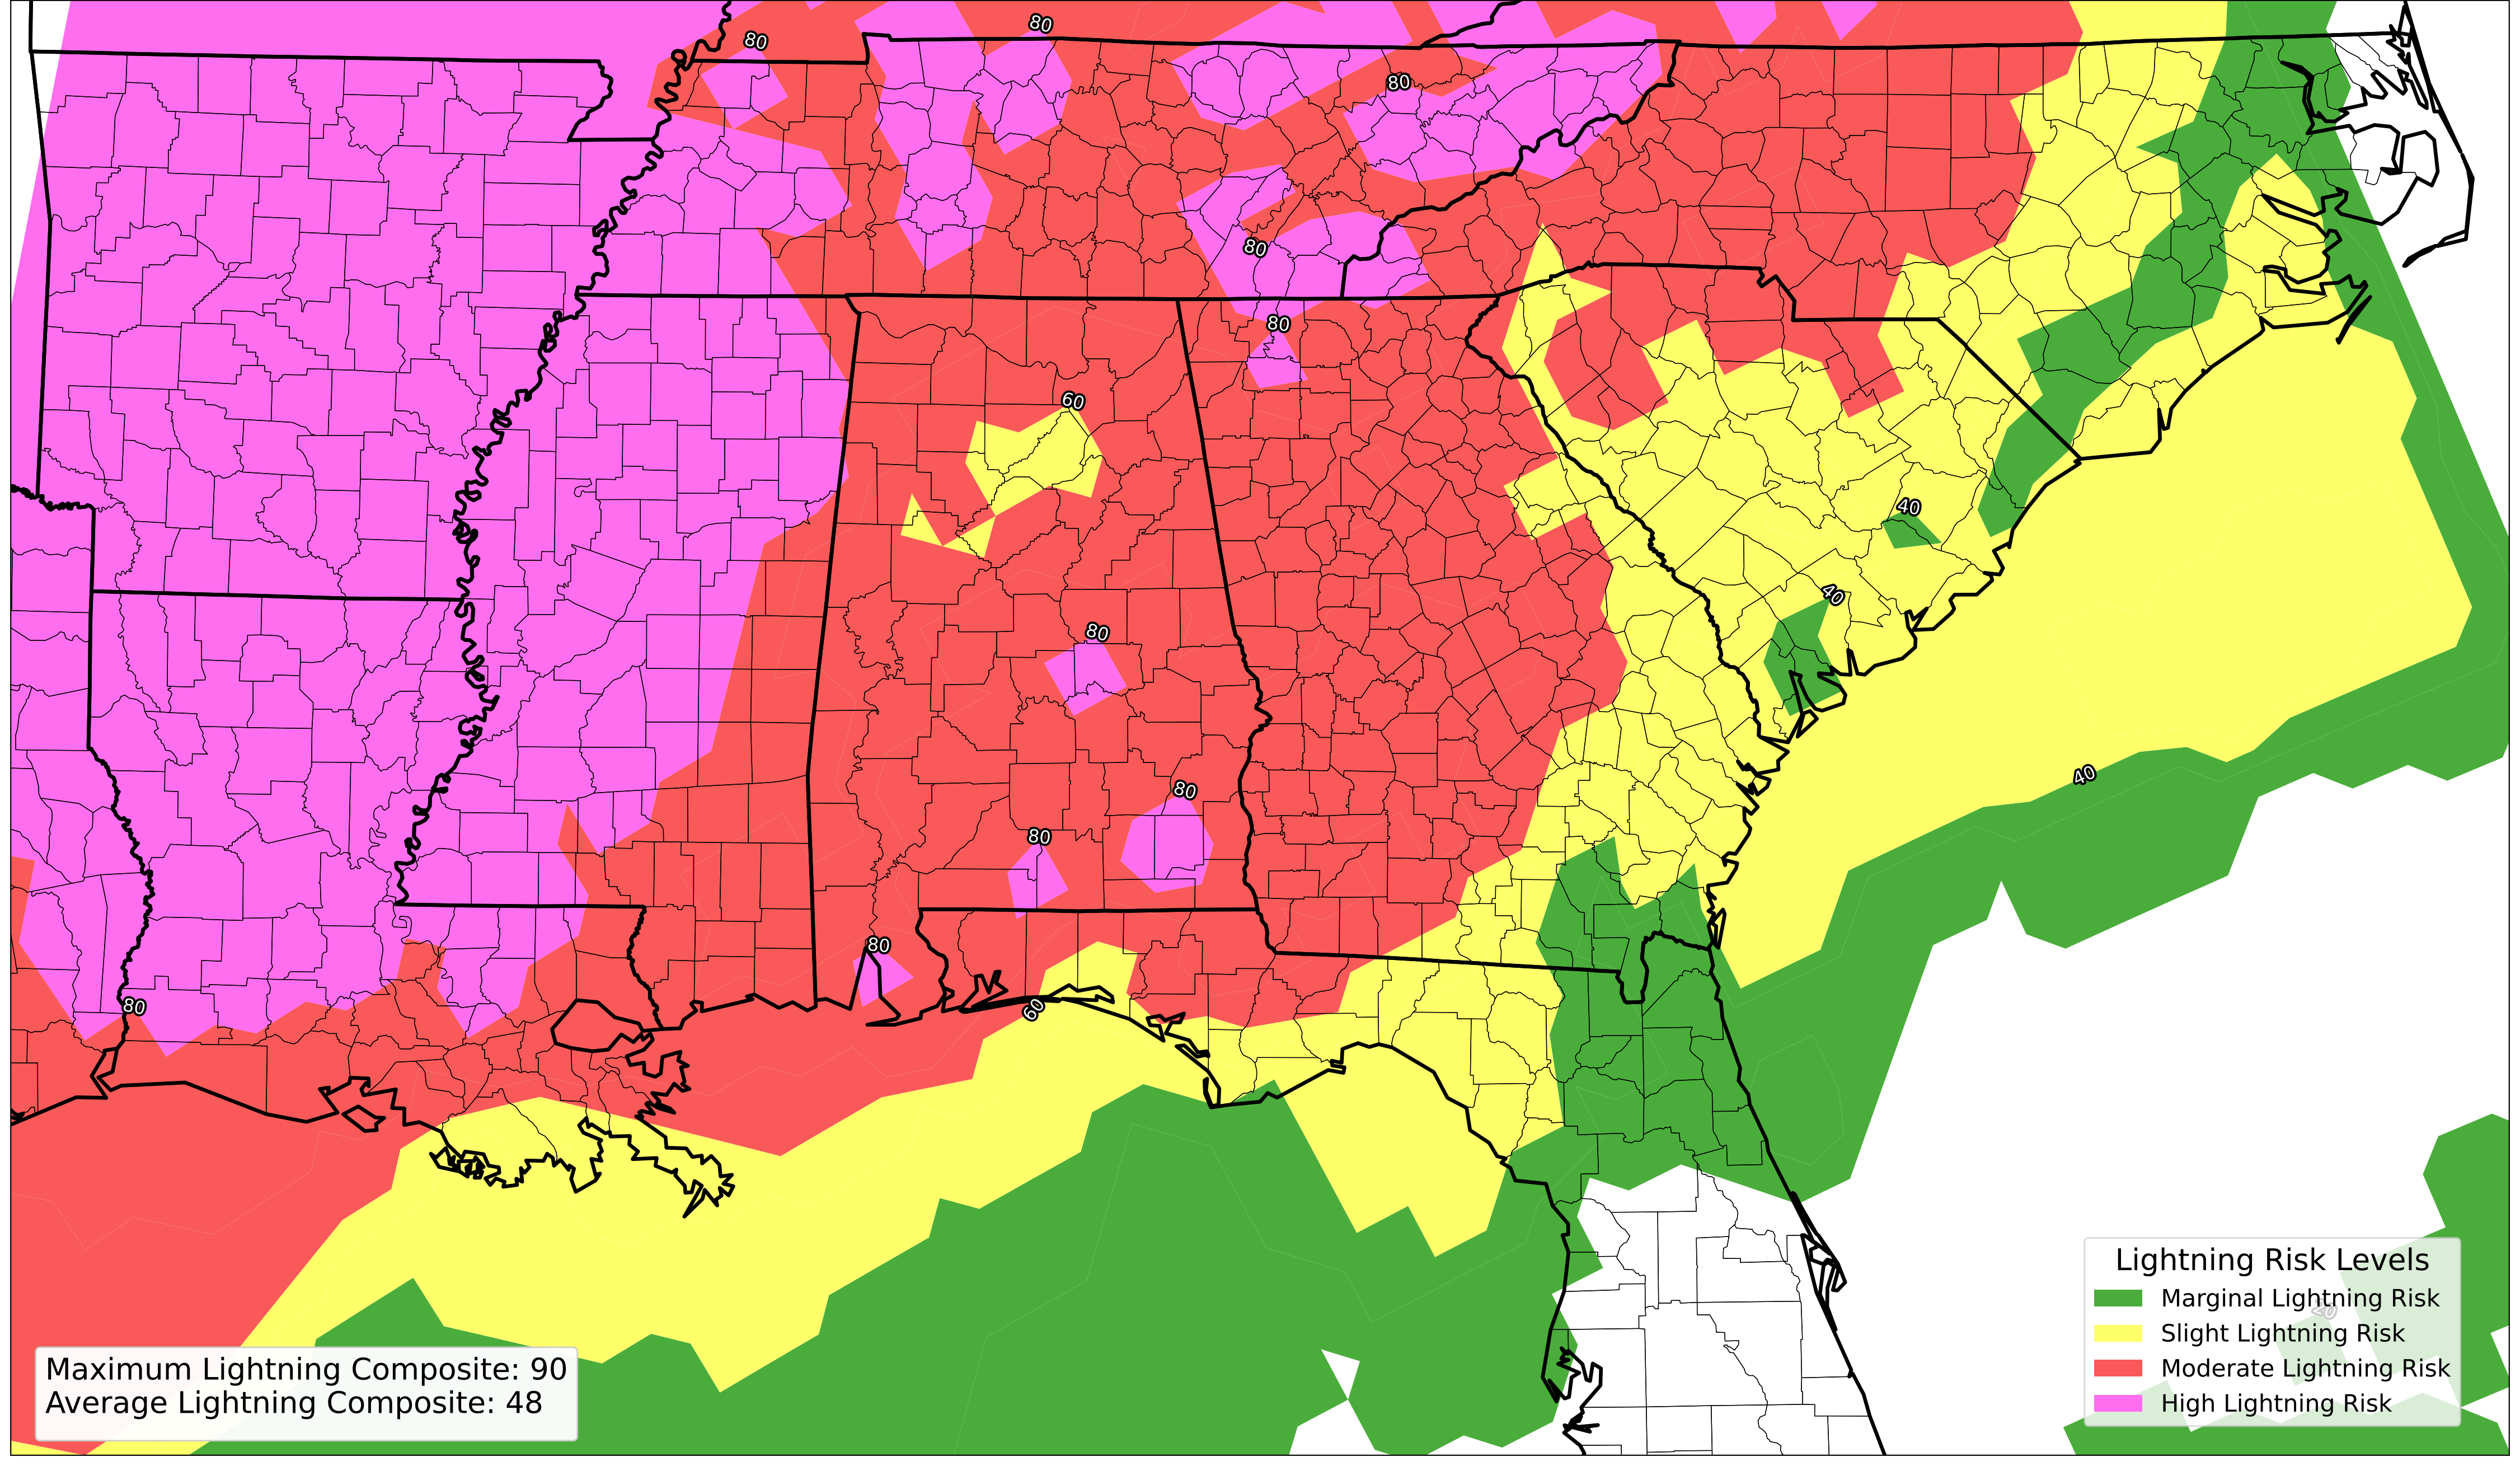 80
80
80
80
80
60
40
40
80
40
80
80
80
80
60
Lightning Risk Levels
Marginal Lightning Risk
20
Slight Lightning Risk
Moderate Lightning Risk
High Lightning Risk
Maximum Lightning Composite: 90
Average Lightning Composite: 48